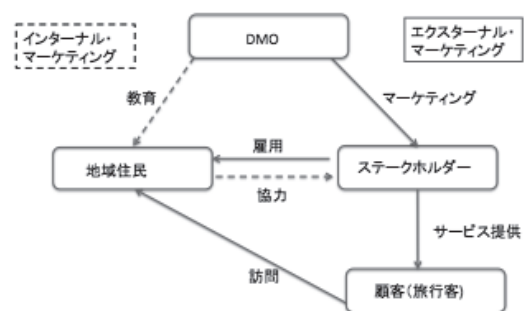 インターナル・
マーケティング
DMO
エクスターナル・
マーケティング
教育
マーケティング
地域住民
雇用
協力
ステークホルダー
サービス提供
訪問
顧客(旅行客)